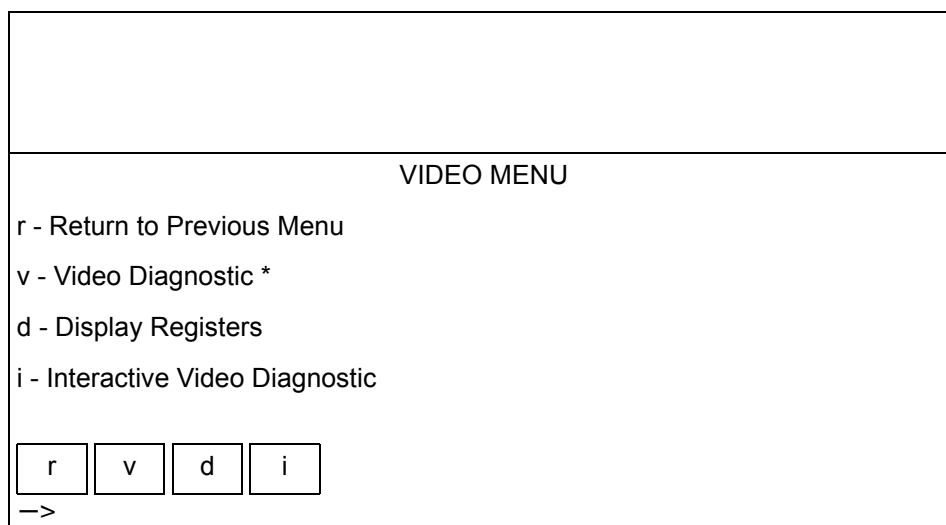 VIDEO MENU
r - Return to Previous Menu
v - Video Diagnostic *
d - Display Registers
i - Interactive Video Diagnostic
r v d i
—>